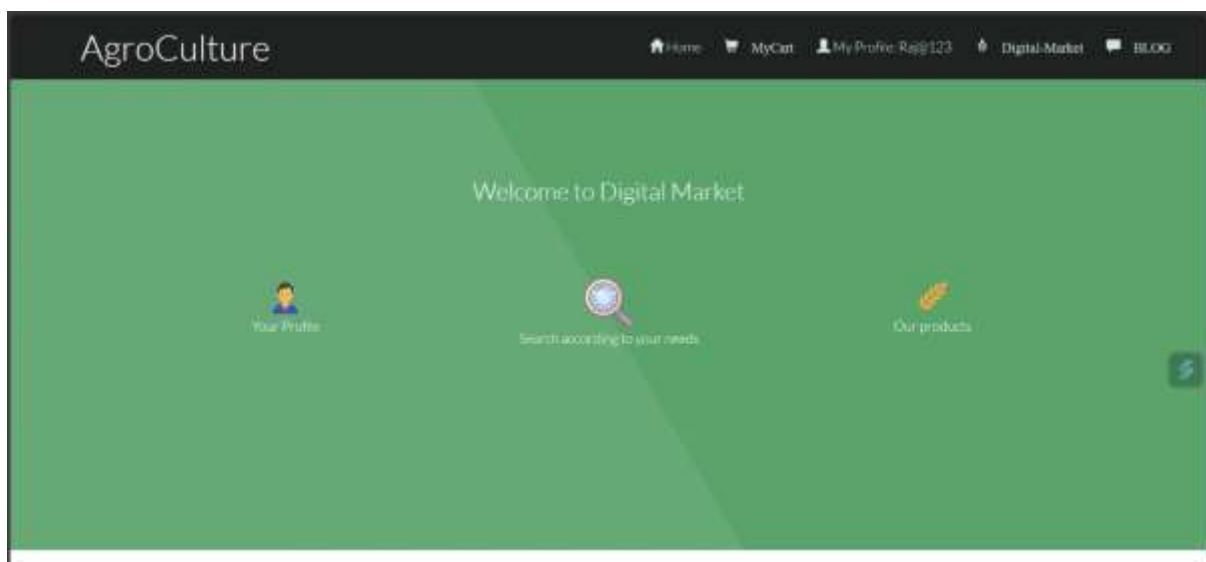 AgroCulture
Home MyCart My Profile: Raj@123 Digital-Market BLOG
Welcome to Digital Market
Your Profile
Search according to your needs
Our products